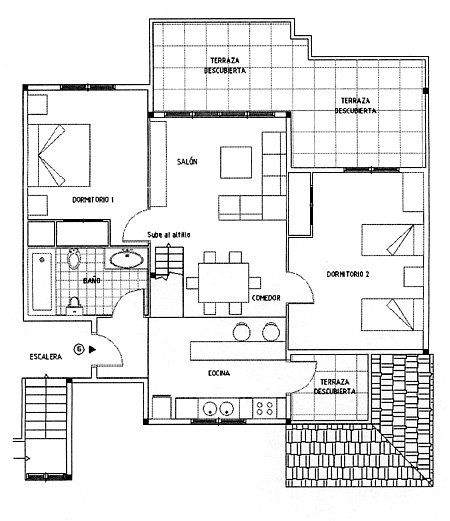 TERRAZA
DESCUBIERTA
TERRAZA
DESCUBIERTA
SALÓN
DORMITORIO 1
Sube al altillo
BAÑO
DORMITORIO 2
COMEDOR
ESCALERA
6
COCINA
TERRAZA
DESCUBIERTA